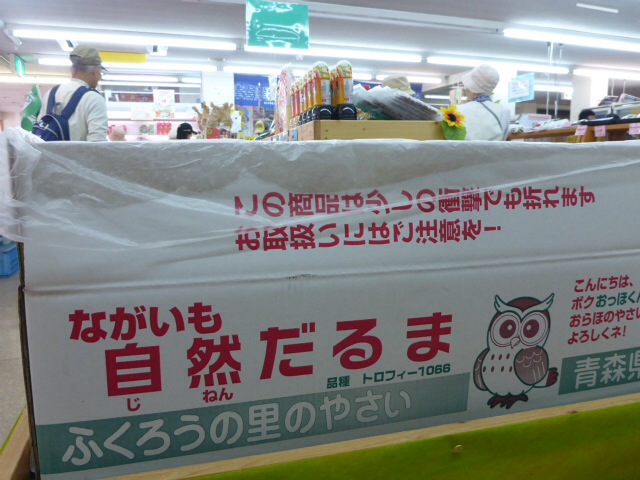 この商品は少しの衝撃でも折れます
お取扱いにはご注意を!
ながいも
自然だるま
じねん
品種 トロフィー1066
ふくろうの里のやさい
こんにちは、
ボクおっほくん
おらほのやさい
よろしくネ!
青森県